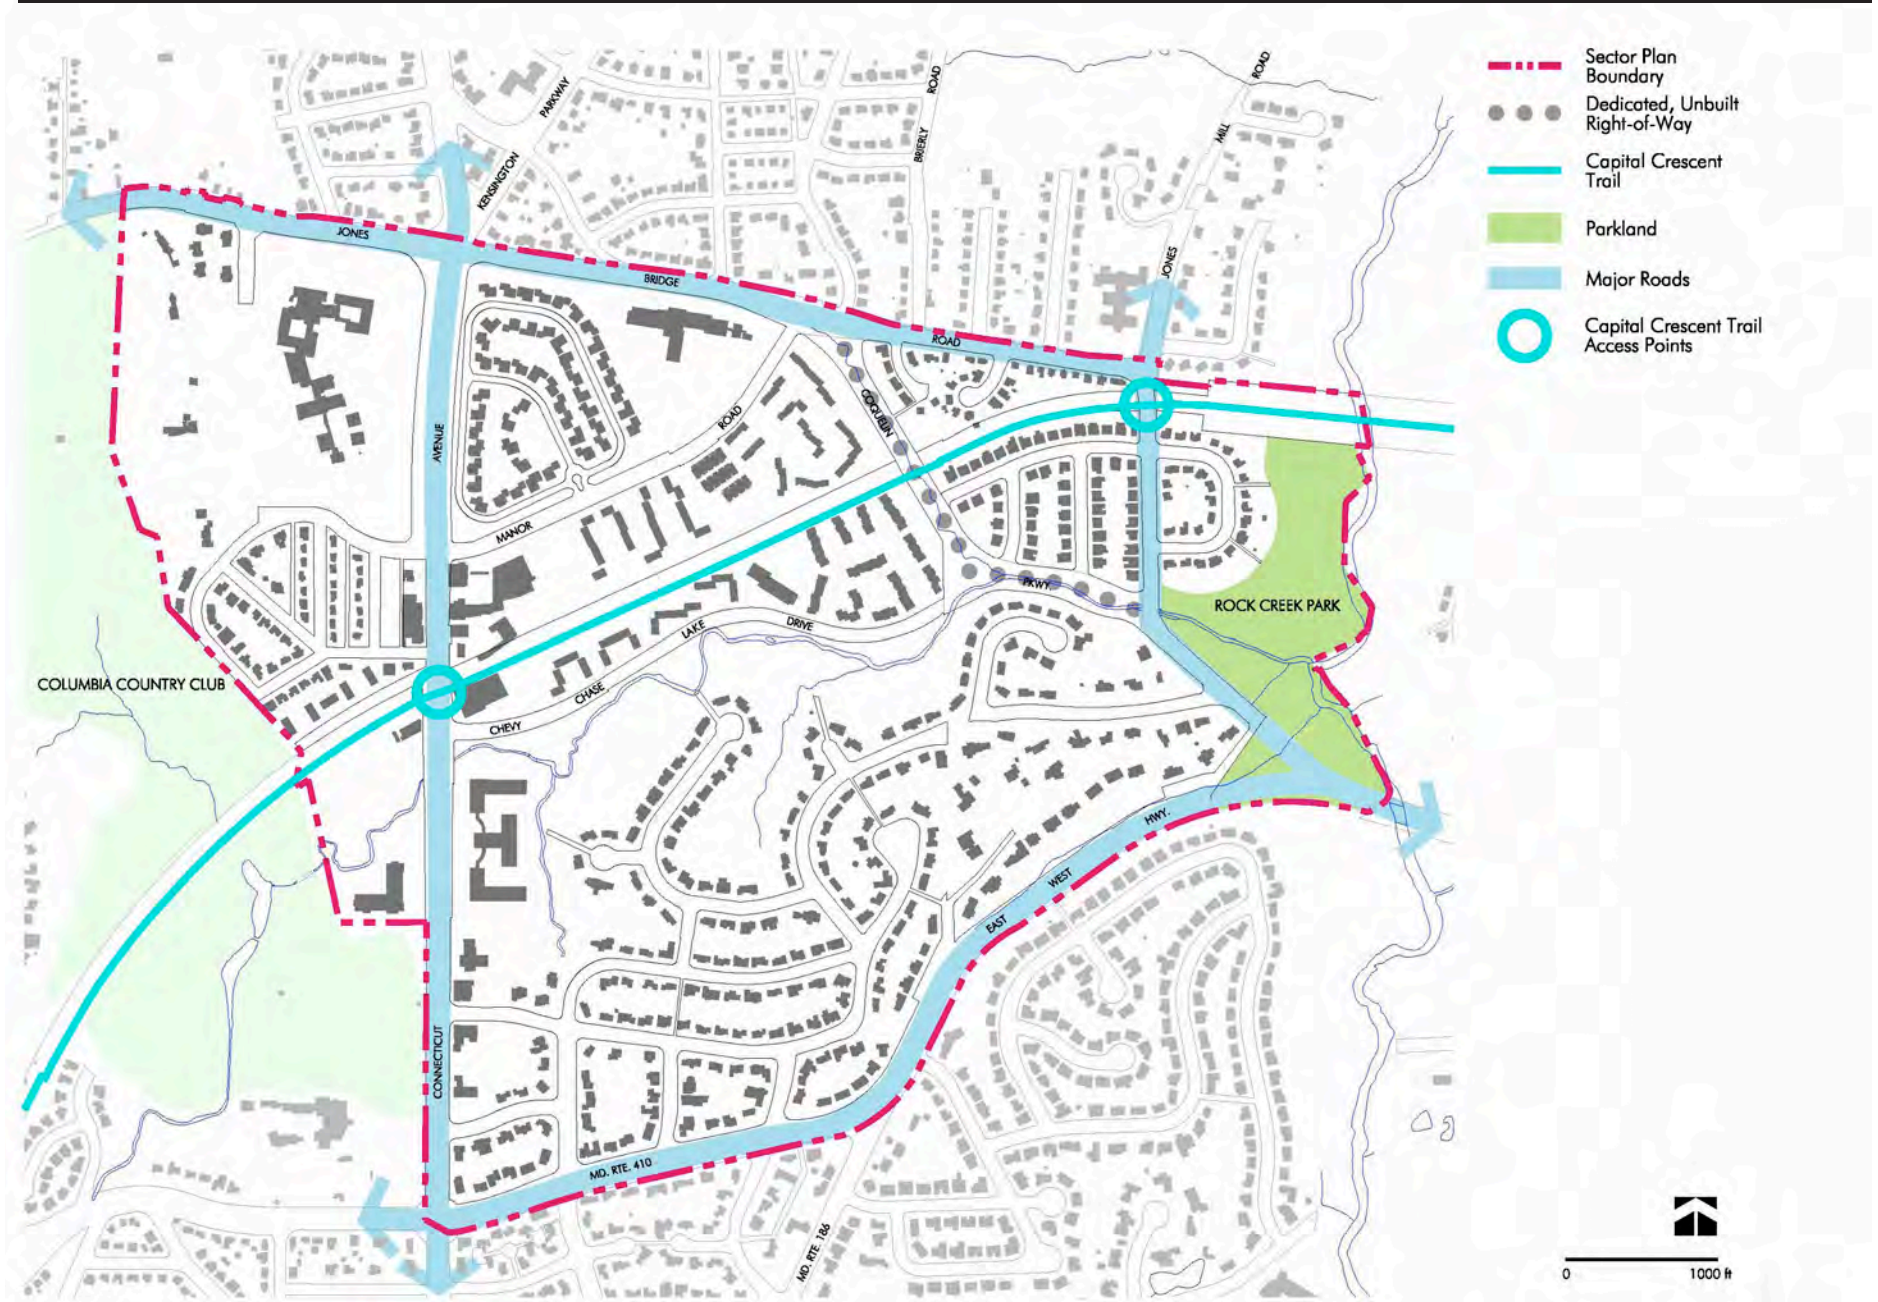 Sector Plan
Boundary
Dedicated, Unbuilt
Right-of-Way
Capital Crescent
Trail
Parkland
Major Roads
Capital Crescent Trail
Access Points
ROAD
PARKWAY
ROAD
MILL
BRIERLY
KENSINGTON
JONES
JONES
BRIDGE
ROAD
COQUELIN
ROAD
AVENUE
MANOR
PKWY.
ROCK CREEK PARK
LAKE
DRIVE
COLUMBIA COUNTRY CLUB
CHASE
CHEVY
HWY.
WEST
EAST
CONNECTICUT
MD. RTE. 410
MD. RTE. 186
0
1000 ft